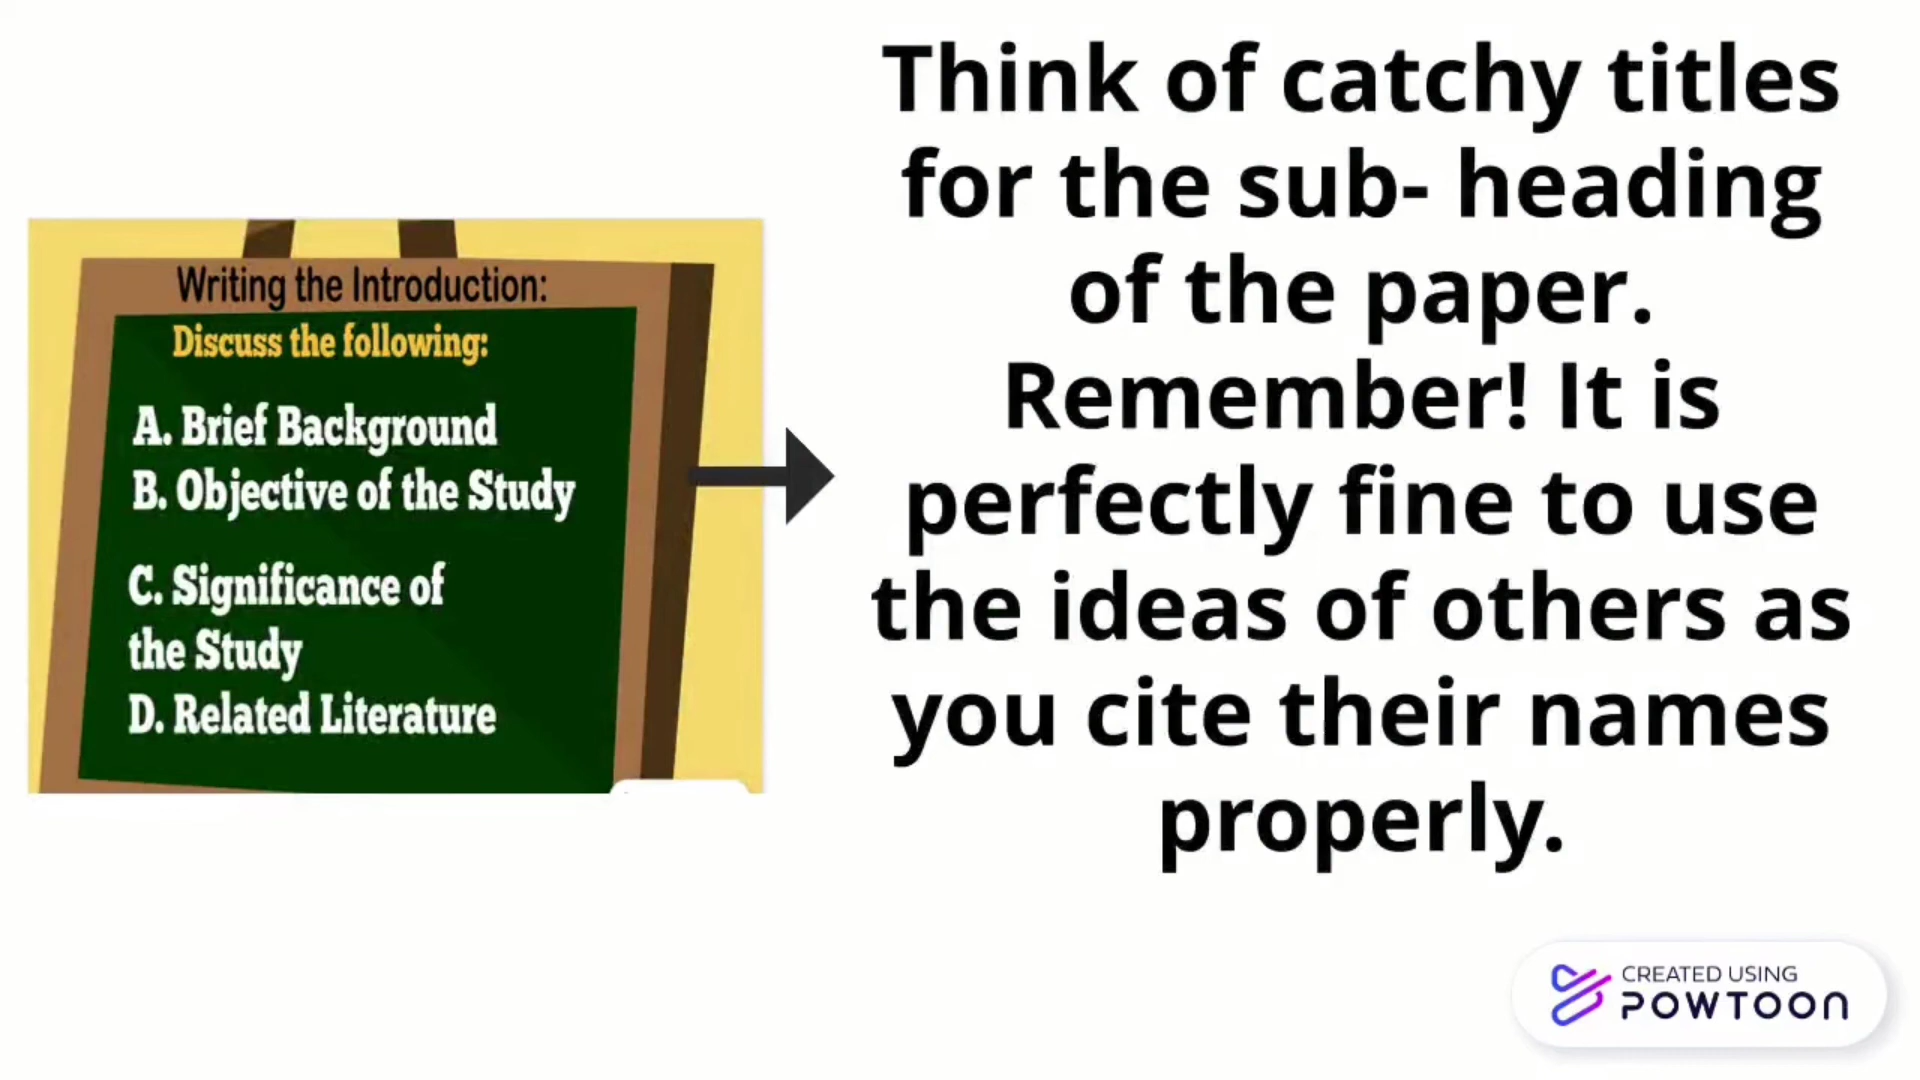 Writing the Introduction:
Discuss the following:
A. Brief Background
B. Objective of the Study
C. Significance of
the Study
D. Related Literature
Think of catchy titles
for the sub- heading
of the paper.
Remember! It is
perfectly fine to use
the ideas of others as
you cite their names
properly.
CREATED USING
POWTOON